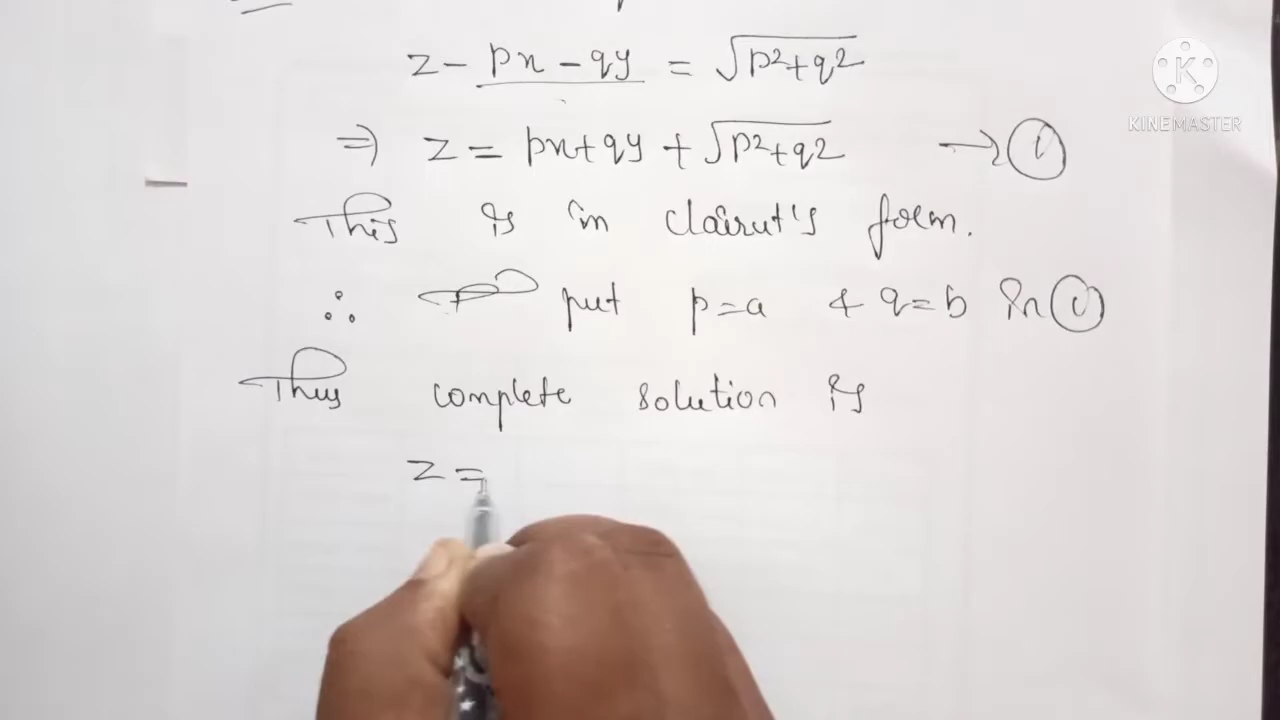 z - px - qy = √p²+q²
⇒ z = px + qy + √p²+q² → ①
This is in Clairut's form.
∴ put p=a & q=b in ①
Thus complete solution is
z =
K
KINEMASTER